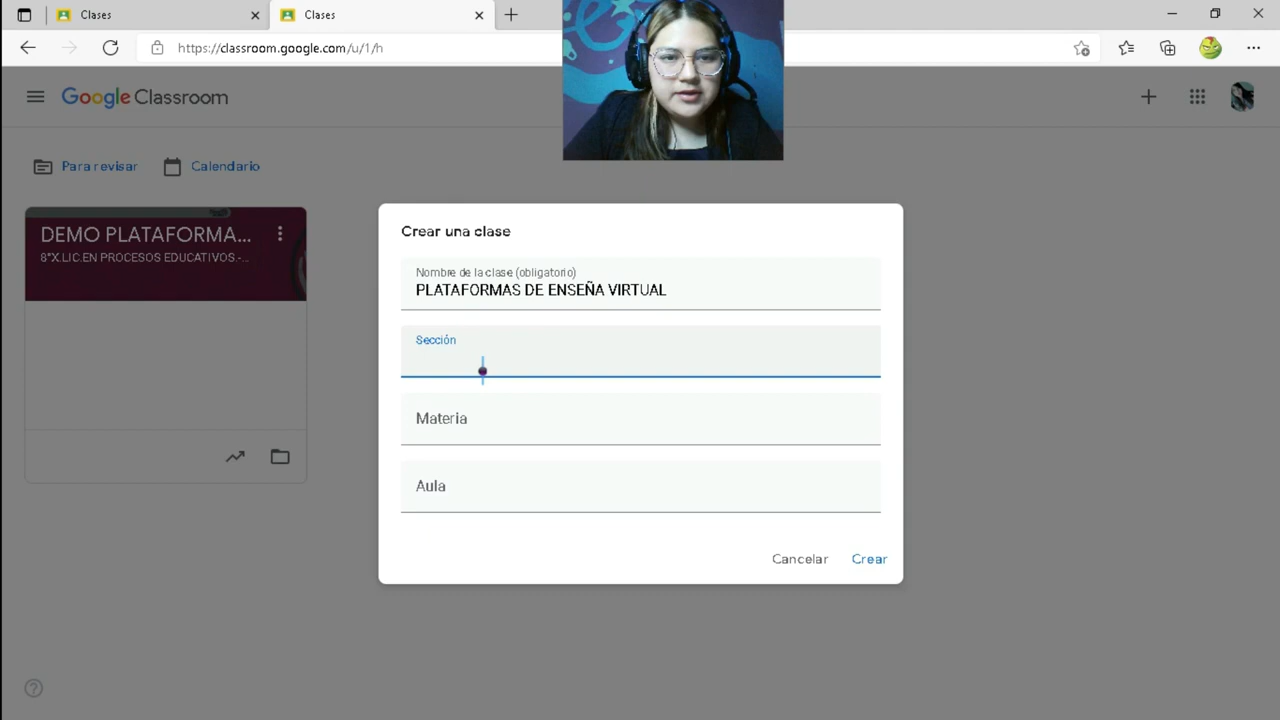 Clases
Clases
https://classroom.google.com/u/1/h
Google Classroom
Para revisar
Calendario
DEMO PLATAFORMA...
8°X.LIC.EN PROCESOS EDUCATIVOS.-...
Crear una clase
Nombre de la clase (obligatorio)
PLATAFORMAS DE ENSEÑA VIRTUAL
Sección
Materia
Aula
Cancelar
Crear